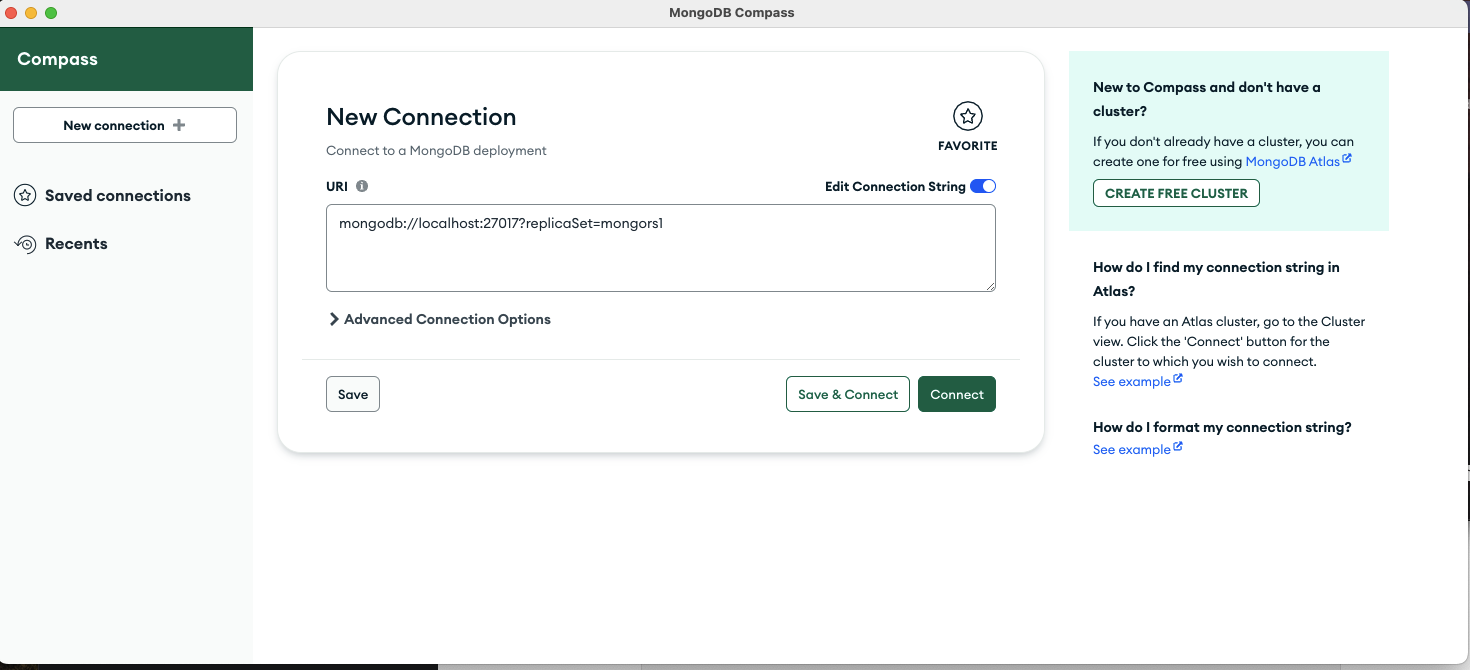 MongoDB Compass
Compass
New connection
Saved connections
Recents
New Connection
Connect to a MongoDB deployment
FAVORITE
URI
Edit Connection String
mongodb://localhost:27017?replicaSet=mongors1
Advanced Connection Options
Save
Save & Connect
Connect
New to Compass and don't have a
cluster?
If you don't already have a cluster, you can
create one for free using MongoDB Atlas
CREATE FREE CLUSTER
How do I find my connection string in
Atlas?
If you have an Atlas cluster, go to the Cluster
view. Click the 'Connect' button for the
cluster to which you wish to connect.
See example
How do I format my connection string?
See example